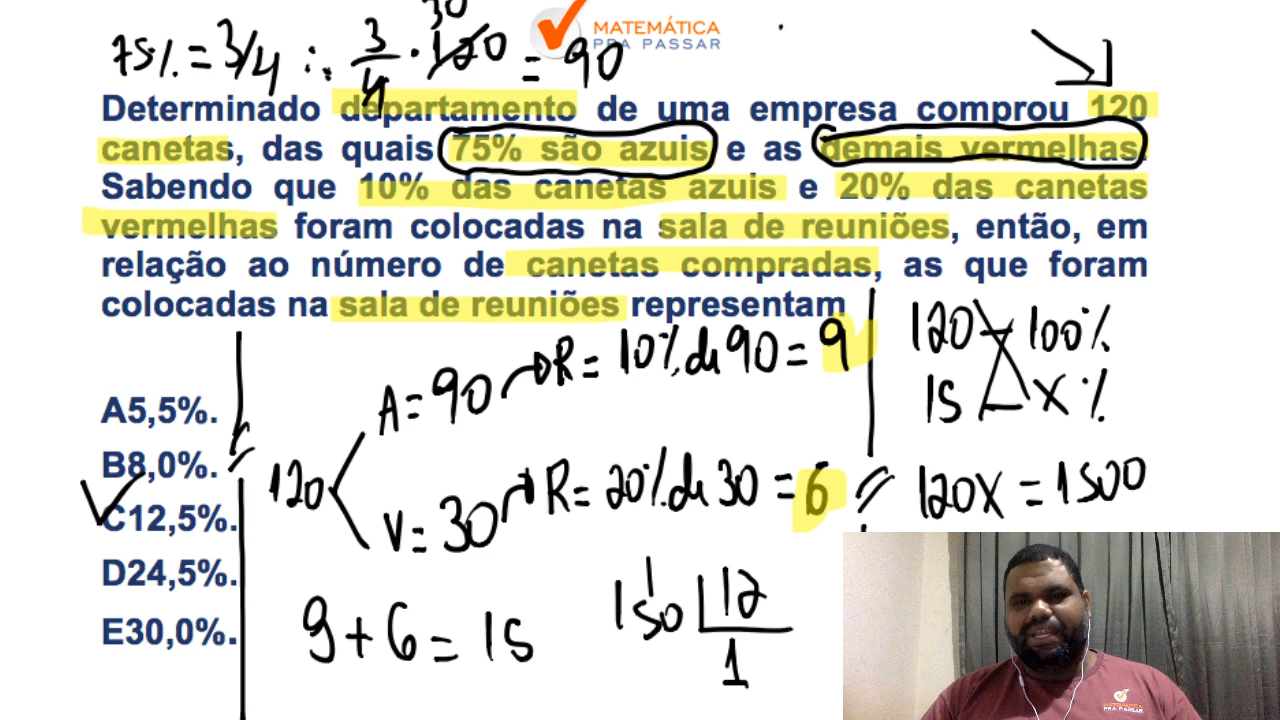 30
75% = 3/4 ∴ 3/4 · 120 = 90
MATEMÁTICA
PRA PASSAR
Determinado departamento de uma empresa comprou 120
canetas, das quais 75% são azuis e as demais vermelhas.
Sabendo que 10% das canetas azuis e 20% das canetas
vermelhas foram colocadas na sala de reuniões, então, em
relação ao número de canetas compradas, as que foram
colocadas na sala de reuniões representam
A5,5%.
B8,0%.
C12,5%.
D24,5%.
E30,0%.
120
A = 90
R = 10% de 90 = 9
V = 30
R = 20% de 30 = 6
9 + 6 = 15
150 12
1
120 - 100%
15 - X%
120X = 1500
MATEMÁTICA
PRA PASSAR